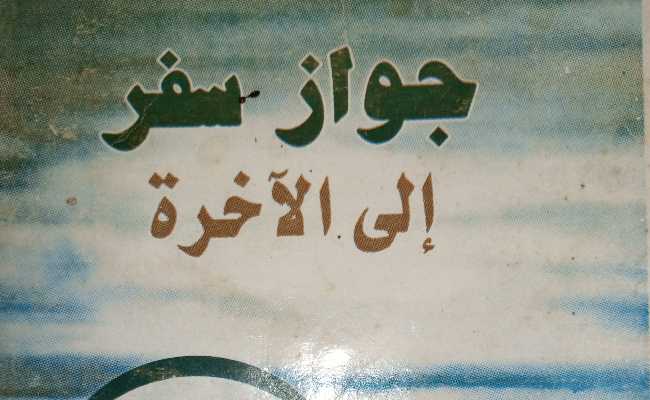 جواز سفر
إلى الآخرة